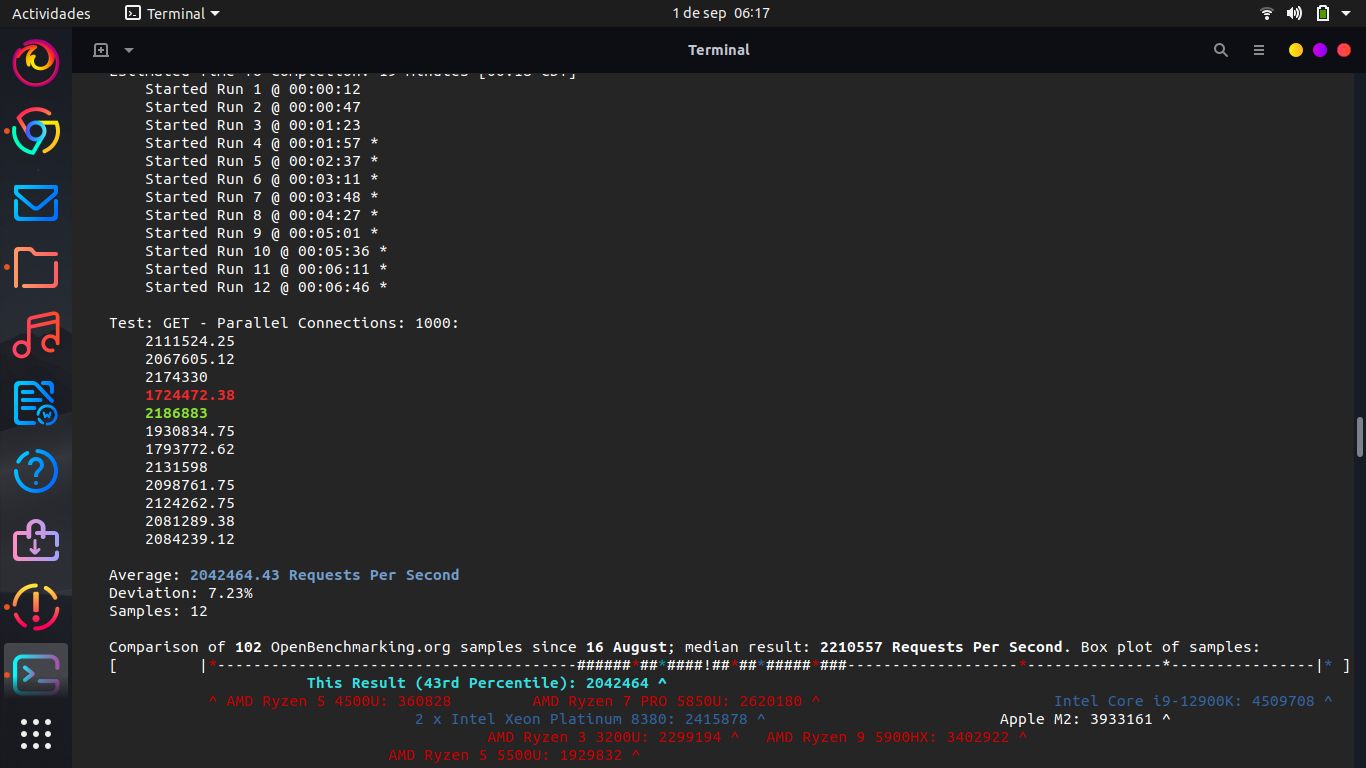 Actividades Terminal 1 de sep 06:17
Terminal
Estimated Time To Completion: 19 Minutes [06:18 CDT]
Started Run 1 @ 00:00:12
Started Run 2 @ 00:00:47
Started Run 3 @ 00:01:23
Started Run 4 @ 00:01:57 *
Started Run 5 @ 00:02:37 *
Started Run 6 @ 00:03:11 *
Started Run 7 @ 00:03:48 *
Started Run 8 @ 00:04:27 *
Started Run 9 @ 00:05:01 *
Started Run 10 @ 00:05:36 *
Started Run 11 @ 00:06:11 *
Started Run 12 @ 00:06:46 *
Test: GET - Parallel Connections: 1000:
2111524.25
2067605.12
2174330
1724472.38
2186883
1930834.75
1793772.62
2131598
2098761.75
2124262.75
2081289.38
2084239.12
Average: 2042464.43 Requests Per Second
Deviation: 7.23%
Samples: 12
Comparison of 102 OpenBenchmarking.org samples since 16 August; median result: 2210557 Requests Per Second. Box plot of samples:
[          |*----------------------------------------######*##*####!##*##*#####*###-------------------*---------------*----------------|* ]
This Result (43rd Percentile): 2042464 ^
^ AMD Ryzen 5 4500U: 360828 AMD Ryzen 7 PRO 5850U: 2620180 ^ Intel Core i9-12900K: 4509708 ^
2 x Intel Xeon Platinum 8380: 2415878 ^ Apple M2: 3933161 ^
AMD Ryzen 3 3200U: 2299194 ^ AMD Ryzen 9 5900HX: 3402922 ^
AMD Ryzen 5 5500U: 1929832 ^